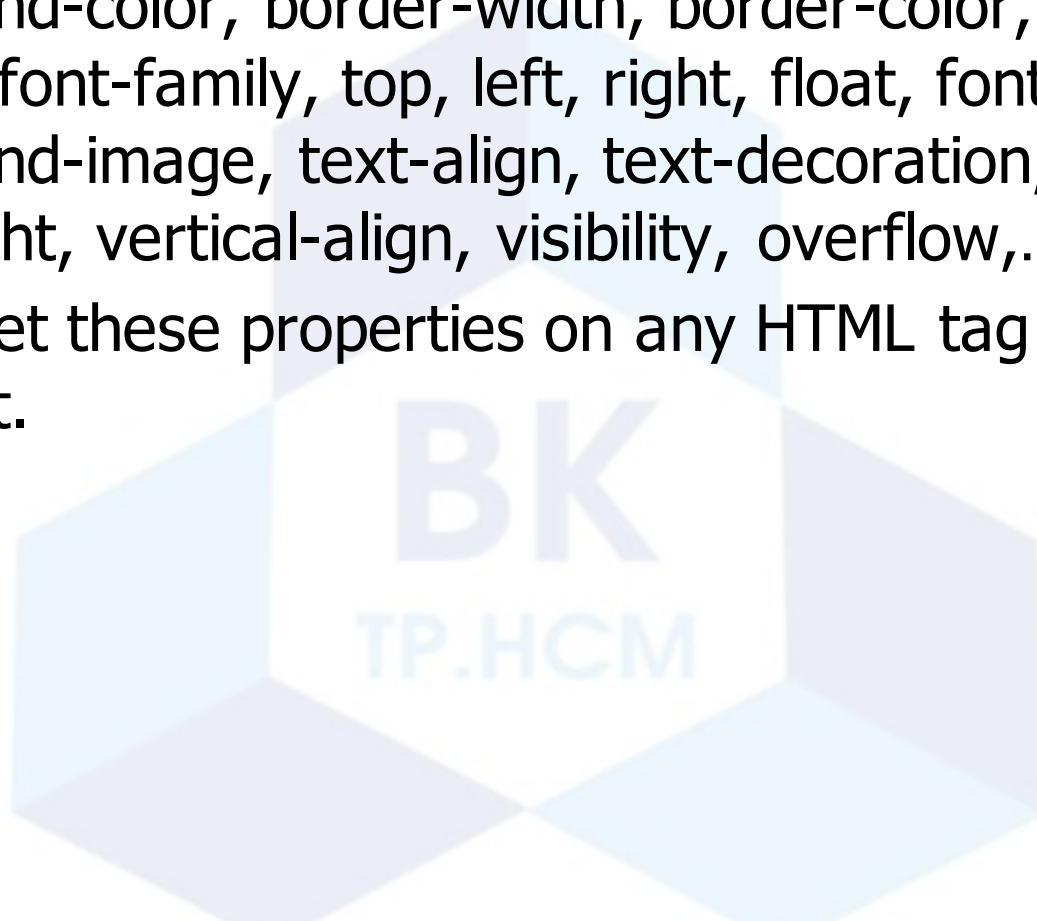 nd-color, border-width, border-color,
font-family, top, left, right, float, font
nd-image, text-align, text-decoration,
ht, vertical-align, visibility, overflow,.
et these properties on any HTML tag
t.
BK
TP.HCM